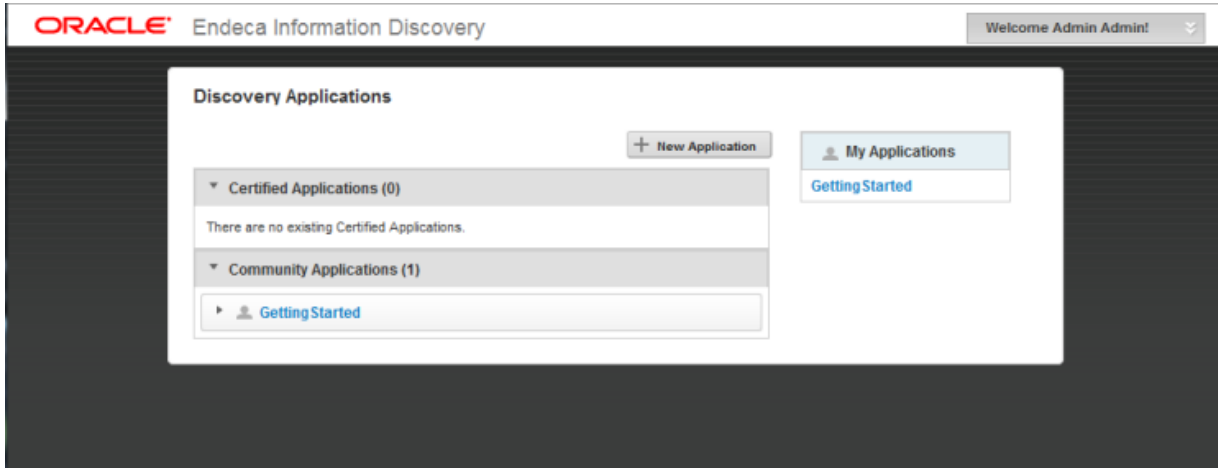 ORACLE Endeca Information Discovery
Welcome Admin Admin!
Discovery Applications
New Application
Certified Applications (0)
There are no existing Certified Applications.
Community Applications (1)
GettingStarted
My Applications
GettingStarted